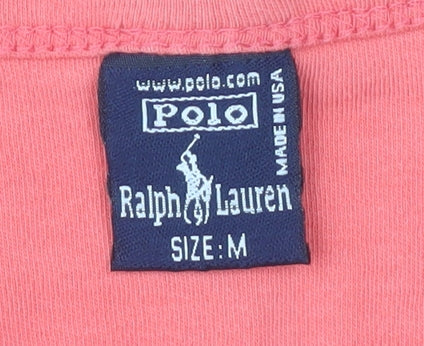 www.polo.com
Polo
MADE IN USA
Ralph Lauren
SIZE: M